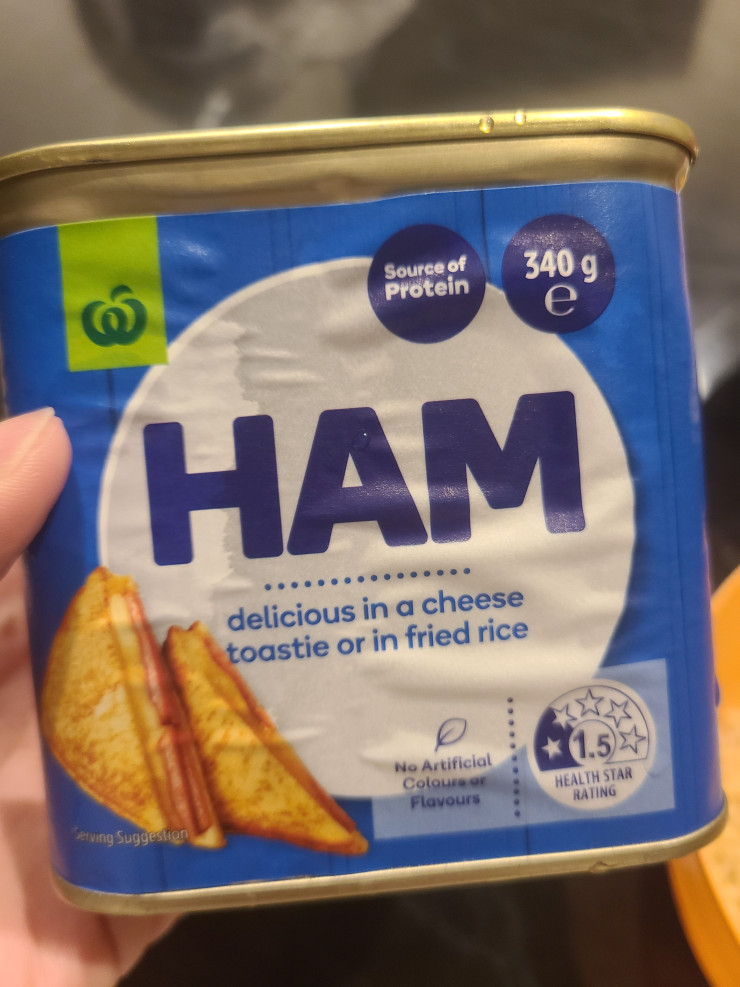 Source of
Protein
340 g
e
HAM
delicious in a cheese
toastie or in fried rice
No Artificial
Colours or
Flavours
1.5
HEALTH STAR
RATING
Serving Suggestion